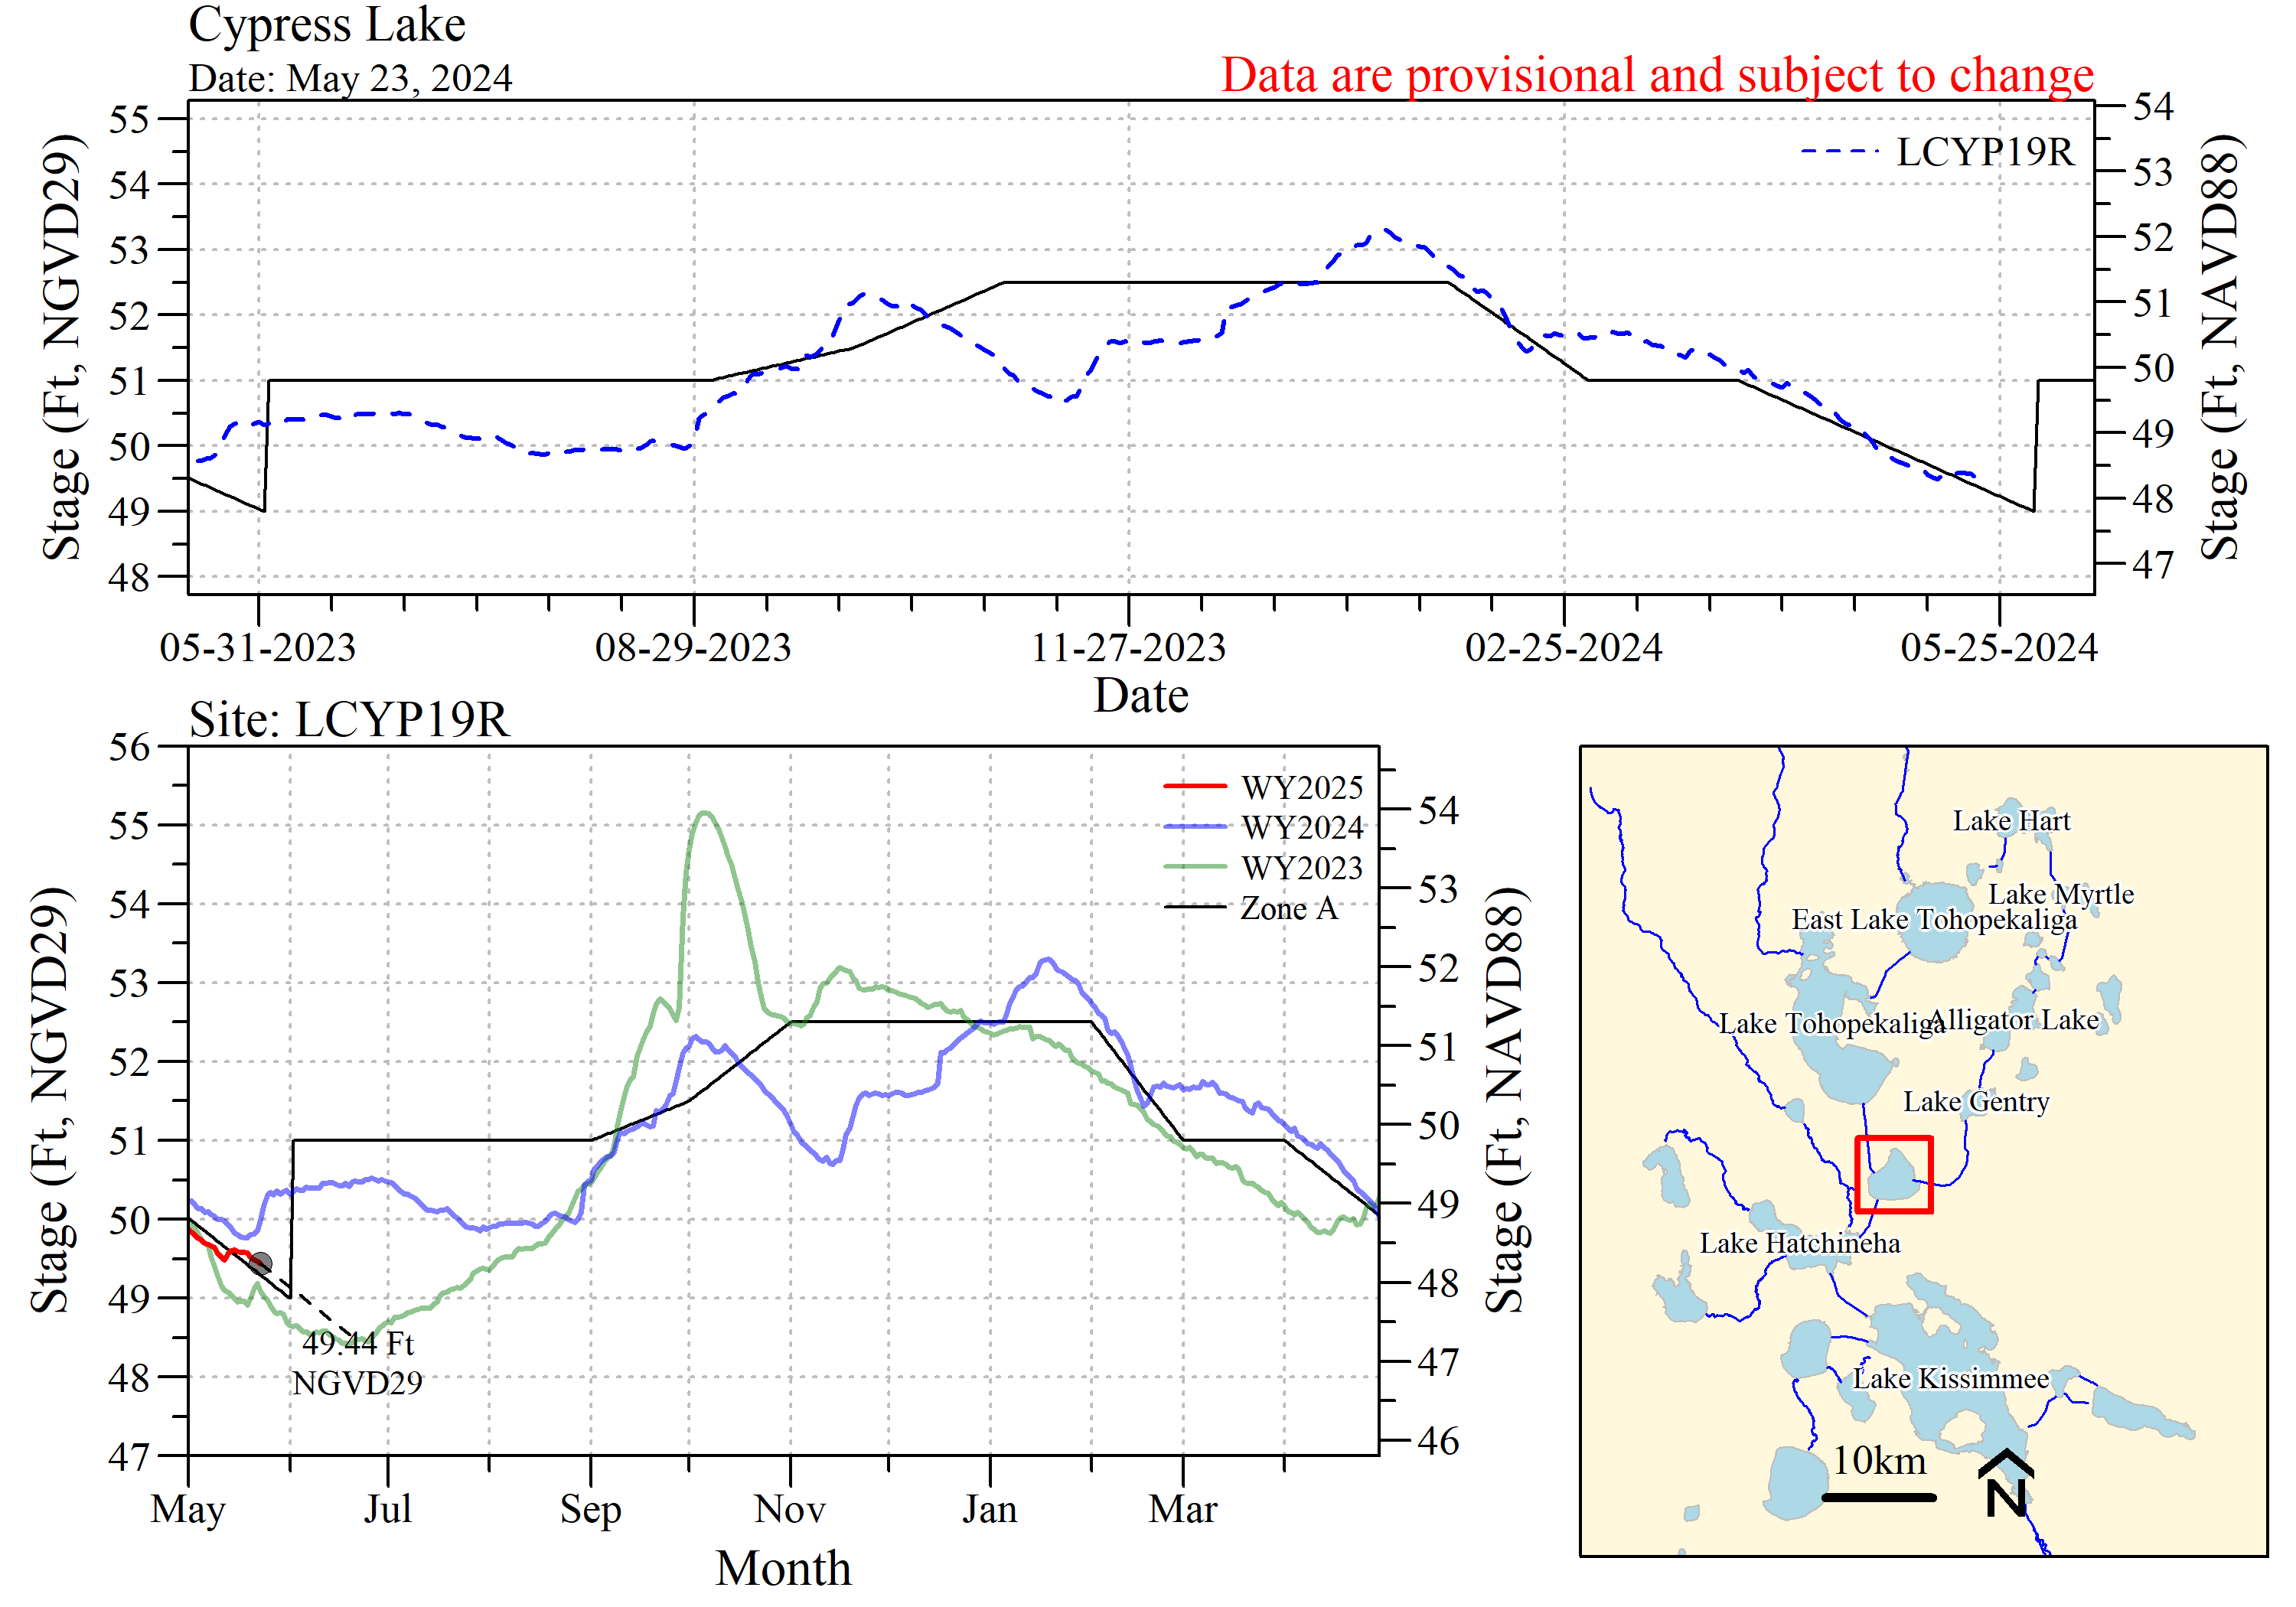 Cypress Lake
Date: May 23, 2024
Data are provisional and subject to change
Stage (Ft, NGVD29)
55
54
53
52
51
50
49
48
LCYP19R
54
53
52
51
50
49
48
47
Stage (Ft, NAVD88)
05-31-2023 08-29-2023 11-27-2023 02-25-2024 05-25-2024
Date
Site: LCYP19R
Stage (Ft, NGVD29)
56
55
54
53
52
51
50
49
48
47
WY2025
WY2024
WY2023
Zone A
49.44 Ft
NGVD29
54
53
52
51
50
49
48
47
46
Stage (Ft, NAVD88)
May Jul Sep Nov Jan Mar
Month
Lake Hart
Lake Myrtle
East Lake Tohopekaliga
Lake Tohopekaliga
Alligator Lake
Lake Gentry
Lake Hatchineha
Lake Kissimmee
10km
N